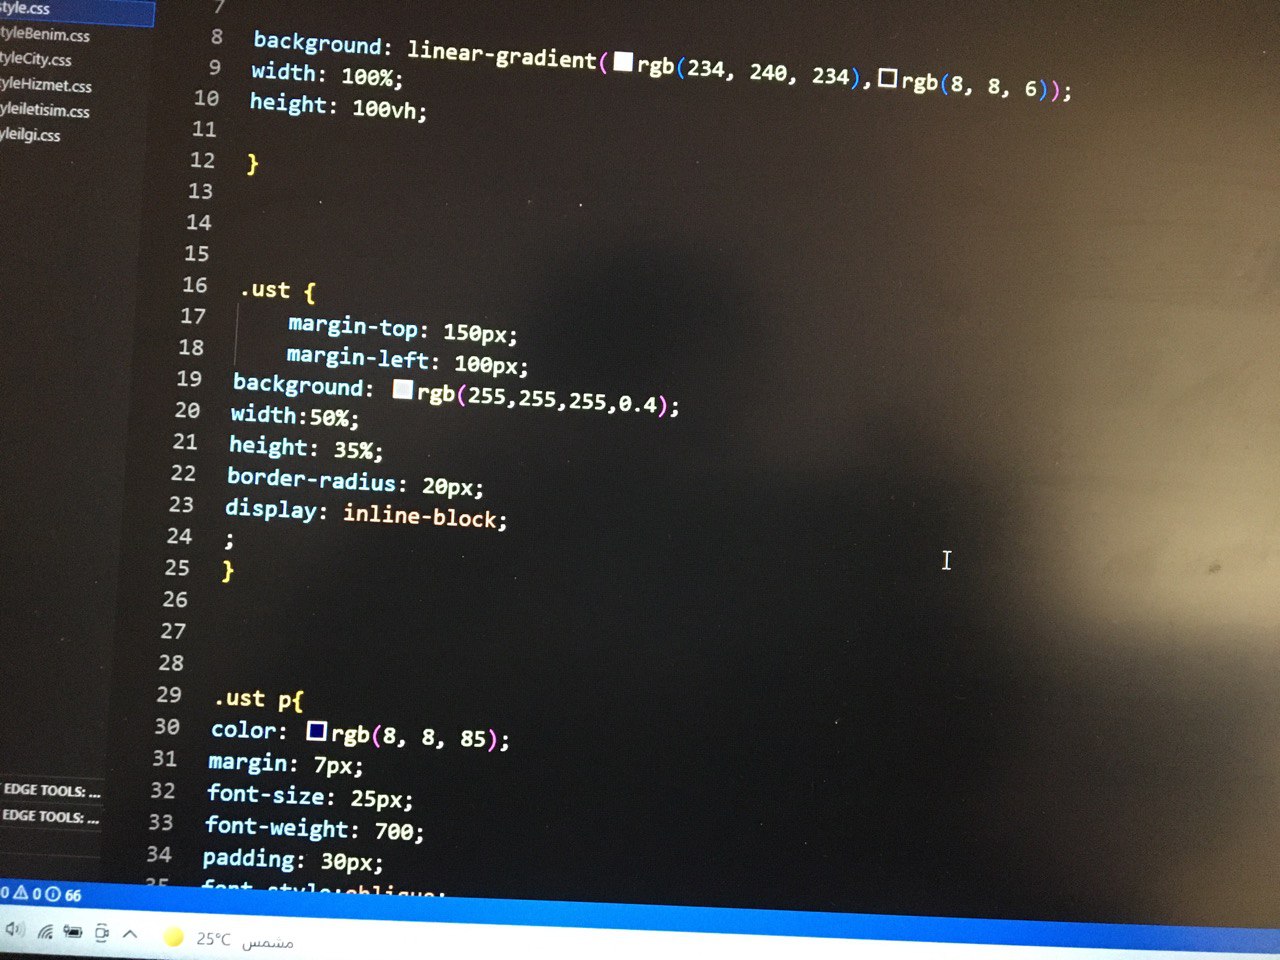 style.css
tyleBenim.css
tyleCity.css
yleHizmet.css
yleiletisim.css
yleilgi.css
7
8 background: linear-gradient(rgb(234, 240, 234),rgb(8, 8, 6));
9 width: 100%;
10 height: 100vh;
11
12 }
13
14
15
16 .ust {
17 margin-top: 150px;
18 margin-left: 100px;
19 background: rgb(255,255,255,0.4);
20 width:50%;
21 height: 35%;
22 border-radius: 20px;
23 display: inline-block;
24 ;
25 }
26
27
28
29 .ust p{
30 color: rgb(8, 8, 85);
31 margin: 7px;
32 font-size: 25px;
33 font-weight: 700;
34 padding: 30px;
35 font-style:oblique;
EDGE TOOLS: ...
EDGE TOOLS: ...
0 0 66
25°C مشمس